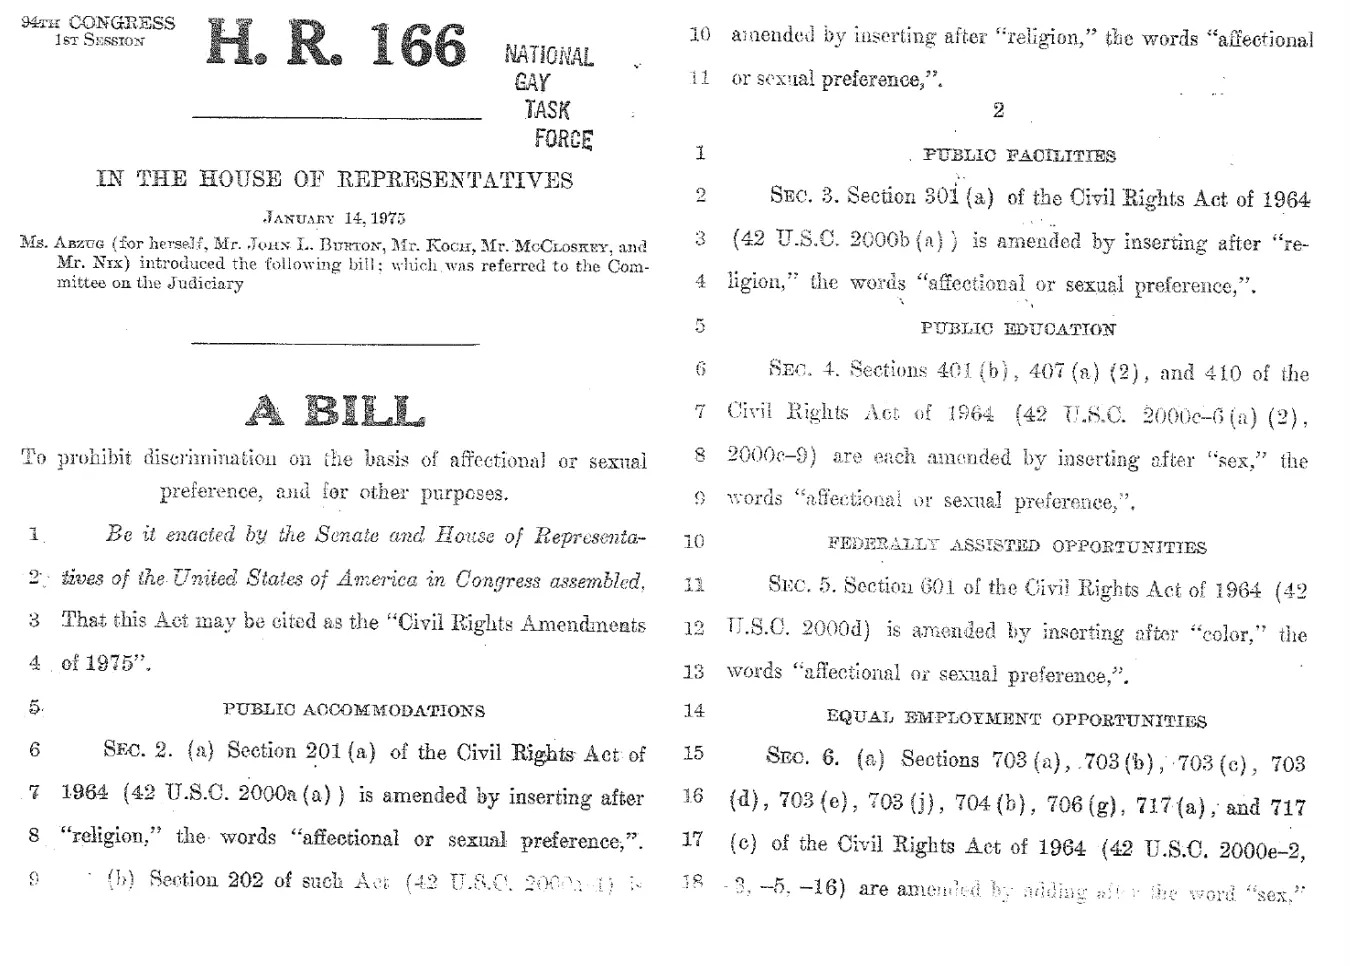 94TH CONGRESS
1ST SESSION
H. R. 166
NATIONAL
GAY
TASK
FORCE
IN THE HOUSE OF REPRESENTATIVES
JANUARY 14, 1975
Ms. ABZUG (for herself, Mr. JOHN L. BURTON, Mr. KOCH, Mr. MCCLOSKEY, and
Mr. NIX) introduced the following bill; which was referred to the Com-
mittee on the Judiciary
A BILL
To prohibit discrimination on the basis of affectional or sexual
preference, and for other purposes.
1 Be it enacted by the Senate and House of Representa-
2 tives of the United States of America in Congress assembled,
3 That this Act may be cited as the “Civil Rights Amendments
4 of 1975”.
5 PUBLIC ACCOMMODATIONS
6 SEC. 2. (a) Section 201 (a) of the Civil Rights Act of
7 1964 (42 U.S.C. 2000a (a) ) is amended by inserting after
8 “religion,” the words “affectional or sexual preference,”.
9 (b) Section 202 of such Act (42 U.S.C. 2000a-1) is
10 amended by inserting after “religion,” the words “affectional
11 or sexual preference,”.
2
1 PUBLIC FACILITIES
2 SEC. 3. Section 301 (a) of the Civil Rights Act of 1964
3 (42 U.S.C. 2000b (a) ) is amended by inserting after “re-
4 ligion,” the words “affectional or sexual preference,”.
5 PUBLIC EDUCATION
6 SEC. 4. Sections 401 (b), 407 (a) (2), and 410 of the
7 Civil Rights Act of 1964 (42 U.S.C. 2000c–6 (a) (2),
8 2000c–9) are each amended by inserting after “sex,” the
9 words “affectional or sexual preference,”.
10 FEDERALLY ASSISTED OPPORTUNITIES
11 SEC. 5. Section 601 of the Civil Rights Act of 1964 (42
12 U.S.C. 2000d) is amended by inserting after “color,” the
13 words “affectional or sexual preference,”.
14 EQUAL EMPLOYMENT OPPORTUNITIES
15 SEC. 6. (a) Sections 703 (a), 703 (b), 703 (c), 703
16 (d), 703 (e), 703 (j), 704 (b), 706 (g), 717 (a), and 717
17 (c) of the Civil Rights Act of 1964 (42 U.S.C. 2000e–2,
18 –3, –5, –16) are amended by adding after the word “sex,”